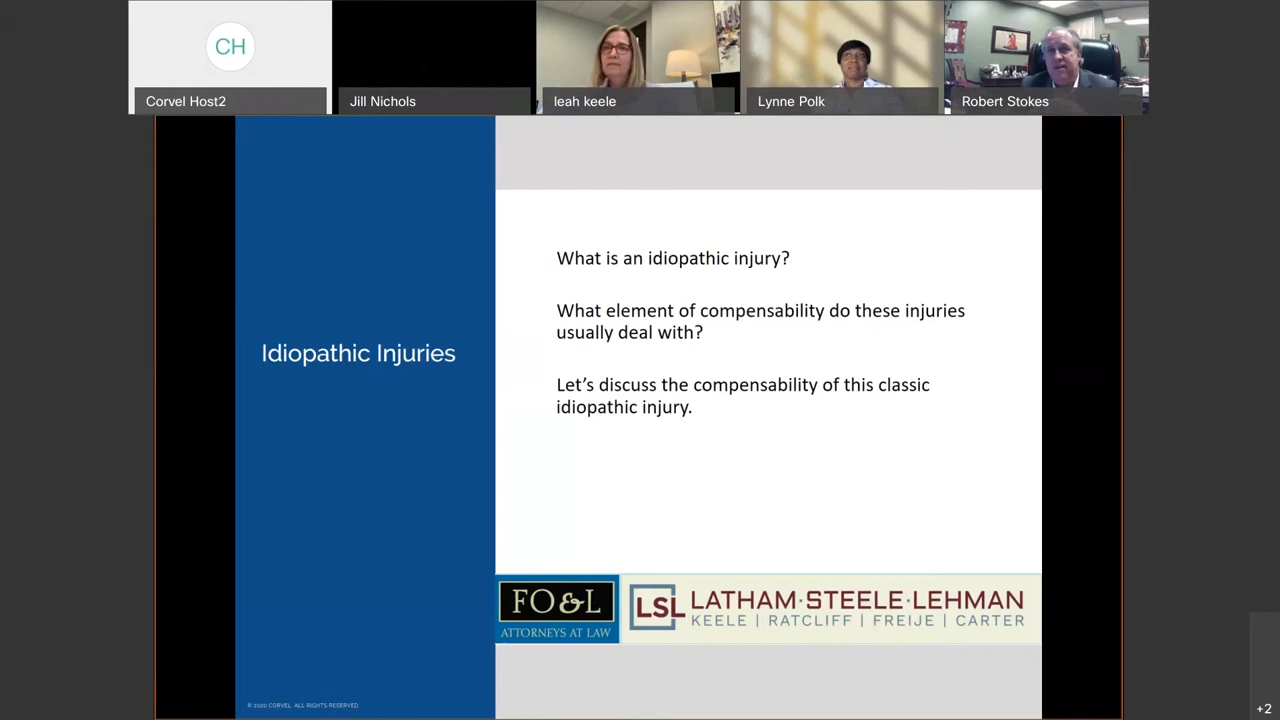 CH
Corvel Host2
Jill Nichols
leah keele
Lynne Polk
Robert Stokes
Idiopathic Injuries
What is an idiopathic injury?
What element of compensability do these injuries
usually deal with?
Let's discuss the compensability of this classic
idiopathic injury.
FO&L
ATTORNEYS AT LAW
LSL
LATHAM·STEELE·LEHMAN
KEELE | RATCLIFF | FREIJE | CARTER
© 2020 CORVEL. ALL RIGHTS RESERVED.
+2